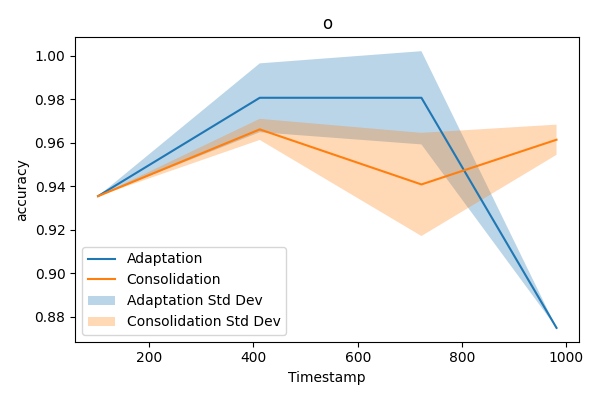 o
accuracy
1.00
0.98
0.96
0.94
0.92
0.90
0.88
Adaptation
Consolidation
Adaptation Std Dev
Consolidation Std Dev
200
400
600
800
1000
Timestamp